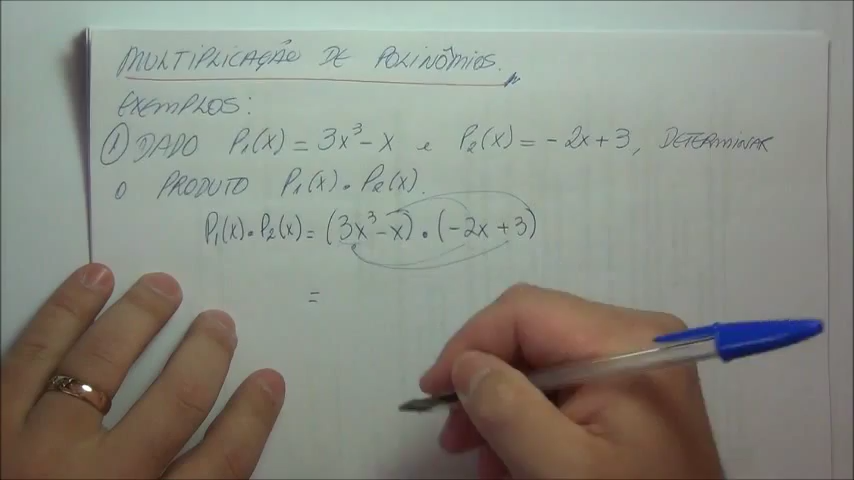 MULTIPLICAÇÃO DE POLINÔMIOS.
EXEMPLOS:
1 DADO P₁(x) = 3x³ - x e P₂(x) = - 2x + 3, DETERMINAR
O PRODUTO P₁(x) • P₂(x).
P₁(x) • P₂(x) = (3x³ - x) • (- 2x + 3)
=